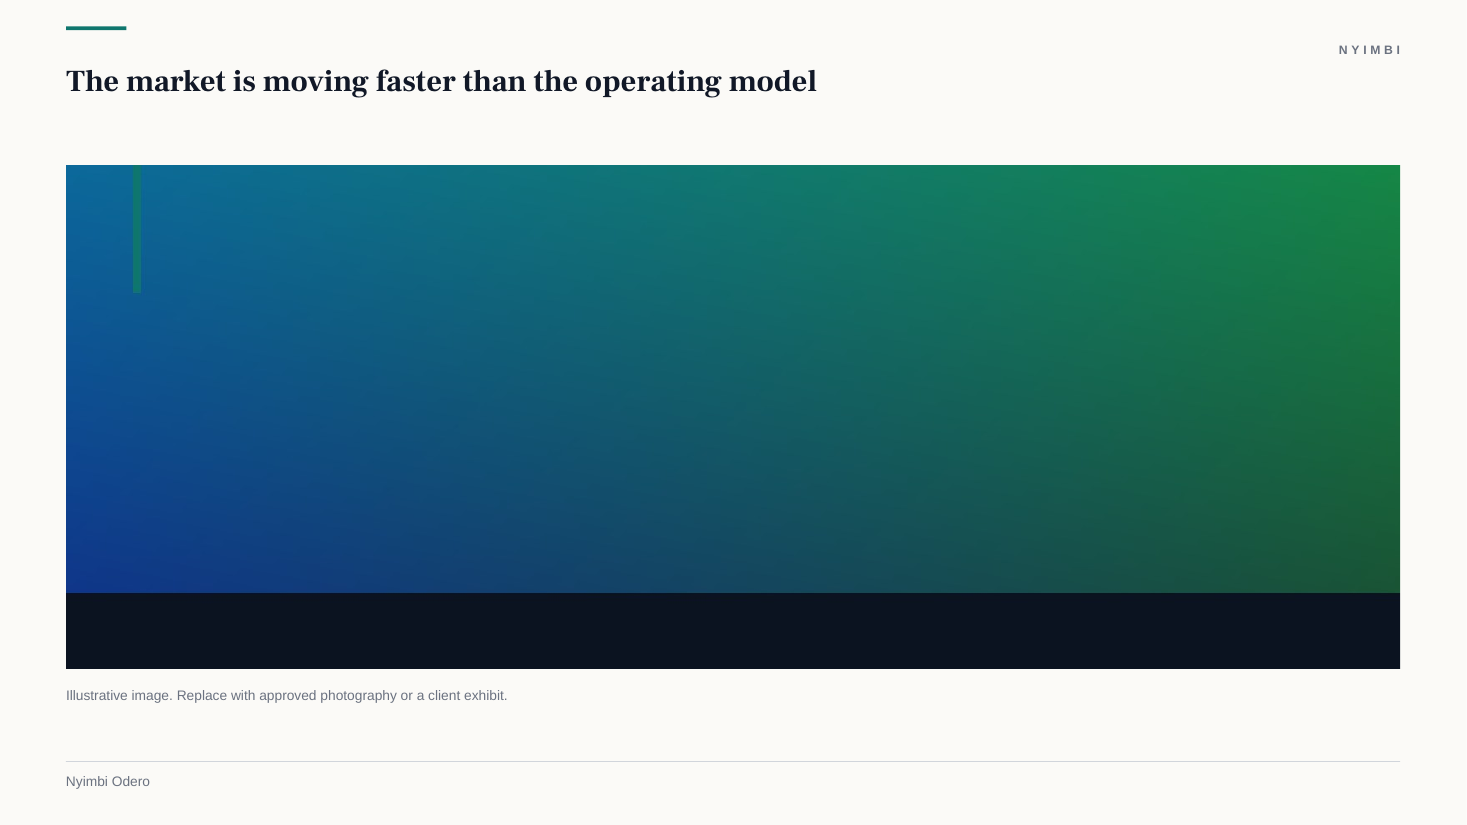 NYIMBI
The market is moving faster than the operating model
Illustrative image. Replace with approved photography or a client exhibit.
Nyimbi Odero